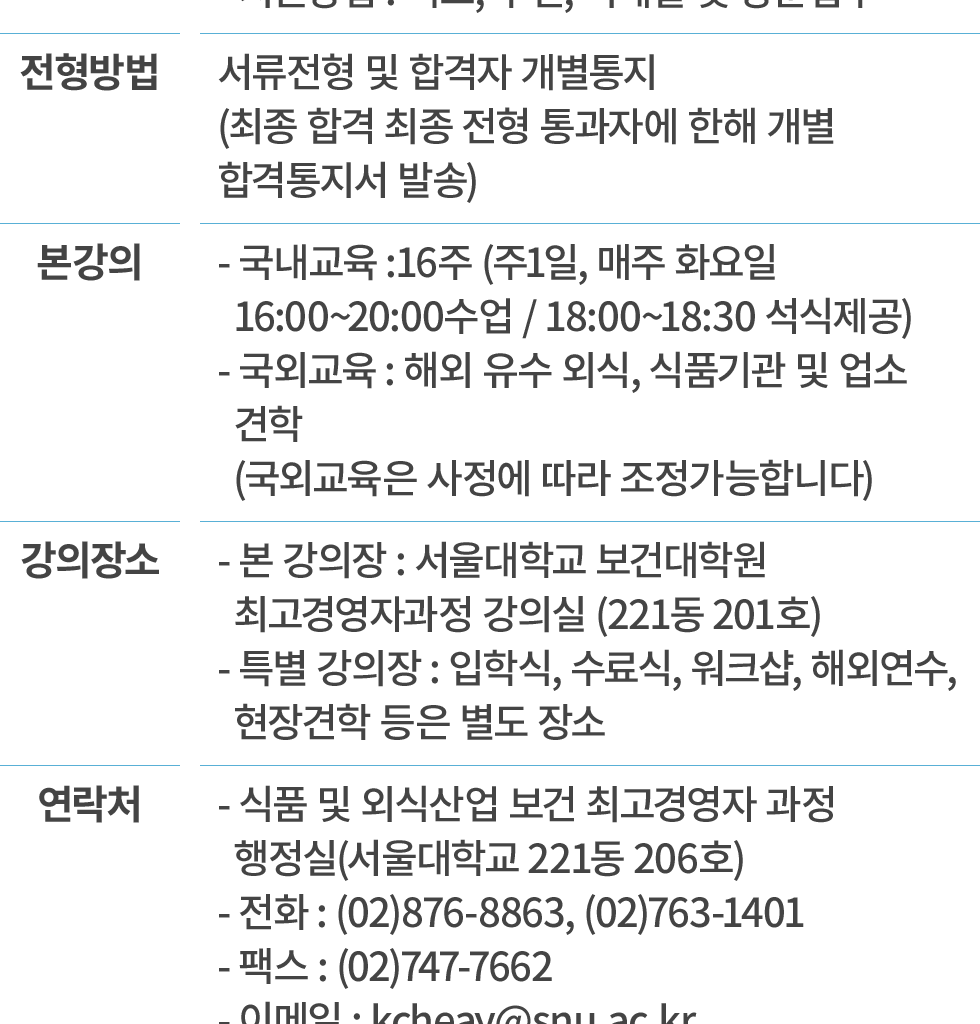 전형방법
서류전형 및 합격자 개별통지
(최종 합격 최종 전형 통과자에 한해 개별
합격통지서 발송)
본강의
- 국내교육 :16주 (주1일, 매주 화요일
16:00~20:00수업 / 18:00~18:30 석식제공)
- 국외교육 : 해외 유수 외식, 식품기관 및 업소
견학
(국외교육은 사정에 따라 조정가능합니다)
강의장소
- 본 강의장 : 서울대학교 보건대학원
최고경영자과정 강의실 (221동 201호)
- 특별 강의장 : 입학식, 수료식, 워크샵, 해외연수,
현장견학 등은 별도 장소
연락처
- 식품 및 외식산업 보건 최고경영자 과정
행정실(서울대학교 221동 206호)
- 전화 : (02)876-8863, (02)763-1401
- 팩스 : (02)747-7662
- 이메일 : kcheay@snu.ac.kr